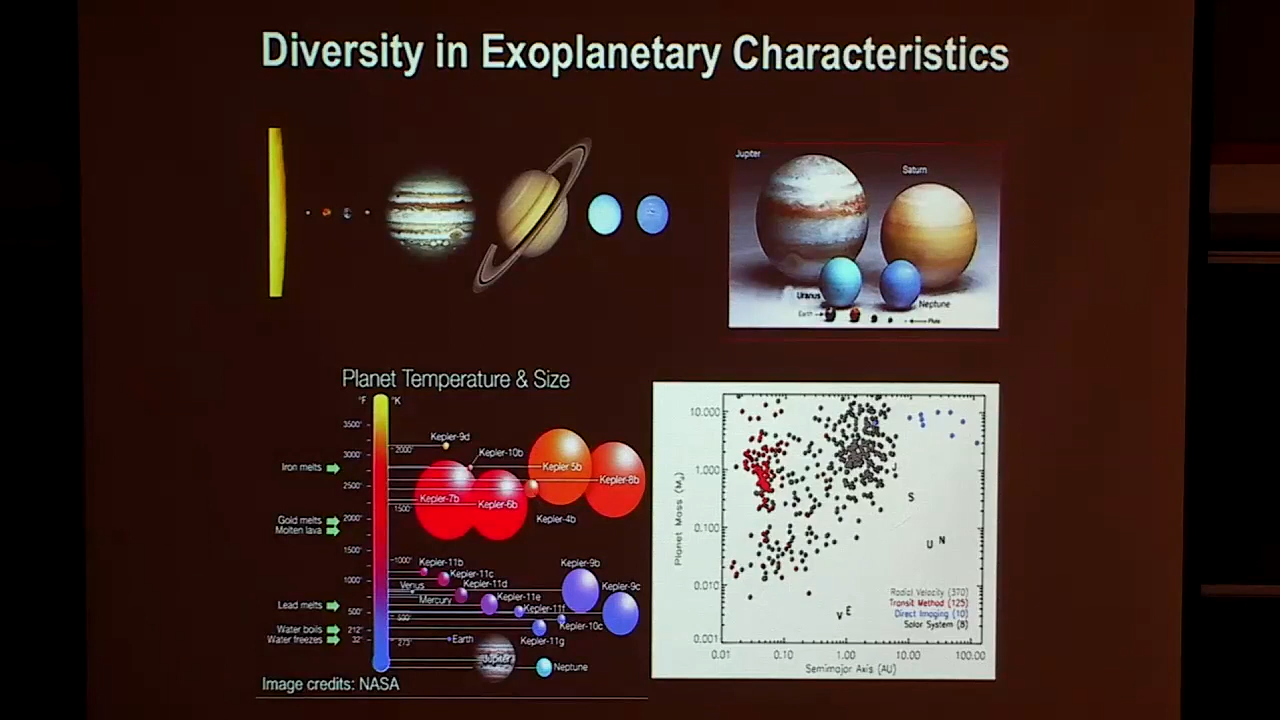 Diversity in Exoplanetary Characteristics
Jupiter
Saturn
Uranus
Neptune
Earth
Pluto
Planet Temperature & Size
°F
°K
3500°
3000°
2500°
2000°
1500°
1000°
500°
212°
32°
2000°
1500°
1000°
500°
273°
Iron melts
Gold melts
Molten lava
Lead melts
Water boils
Water freezes
Kepler-9d
Kepler-10b
Kepler 5b
Kepler-8b
Kepler-7b
Kepler-6b
Kepler-4b
Kepler-11b
Kepler-11c
Kepler-11d
Venus
Mercury
Kepler-11e
Kepler-11f
Kepler-9b
Kepler-9c
Kepler-10c
Kepler-11g
Earth
Jupiter
Neptune
Image credits: NASA
Planet Mass (MJ)
10.000
1.000
0.100
0.010
0.001
J
S
U N
V E
Radial Velocity (370)
Transit Method (125)
Direct Imaging (10)
Solar System (8)
0.01 0.10 1.00 10.00 100.00
Semimajor Axis (AU)